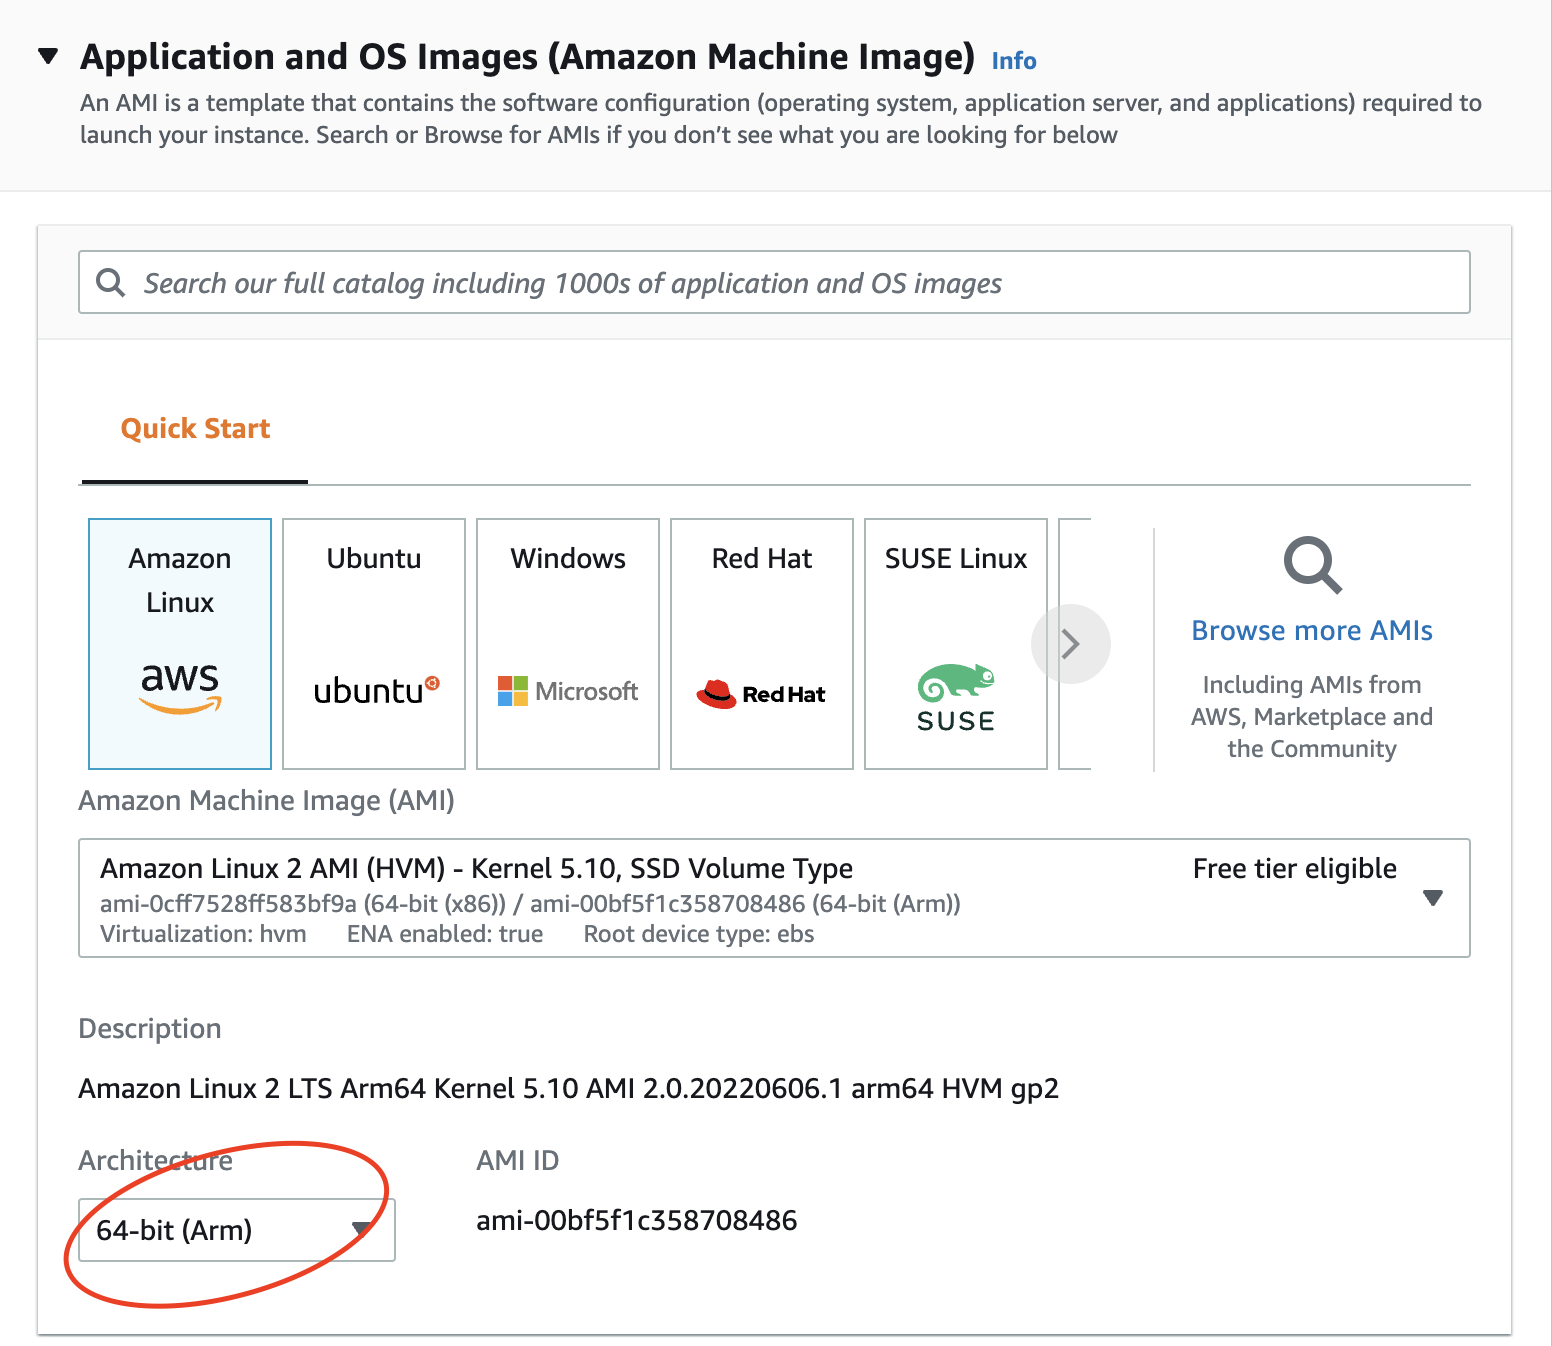 Application and OS Images (Amazon Machine Image) Info
An AMI is a template that contains the software configuration (operating system, application server, and applications) required to
launch your instance. Search or Browse for AMIs if you don’t see what you are looking for below
Search our full catalog including 1000s of application and OS images
Quick Start
Amazon
Linux
aws
Ubuntu
ubuntu
Windows
Microsoft
Red Hat
Red Hat
SUSE Linux
SUSE
Browse more AMIs
Including AMIs from
AWS, Marketplace and
the Community
Amazon Machine Image (AMI)
Amazon Linux 2 AMI (HVM) - Kernel 5.10, SSD Volume Type Free tier eligible
ami-0cff7528ff583bf9a (64-bit (x86)) / ami-00bf5f1c358708486 (64-bit (Arm))
Virtualization: hvm ENA enabled: true Root device type: ebs
Description
Amazon Linux 2 LTS Arm64 Kernel 5.10 AMI 2.0.20220606.1 arm64 HVM gp2
Architecture AMI ID
64-bit (Arm) ami-00bf5f1c358708486